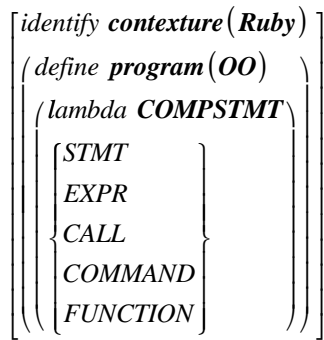 identify contexture(Ruby)
define program(OO)
lambda COMPSTMT
STMT
EXPR
CALL
COMMAND
FUNCTION